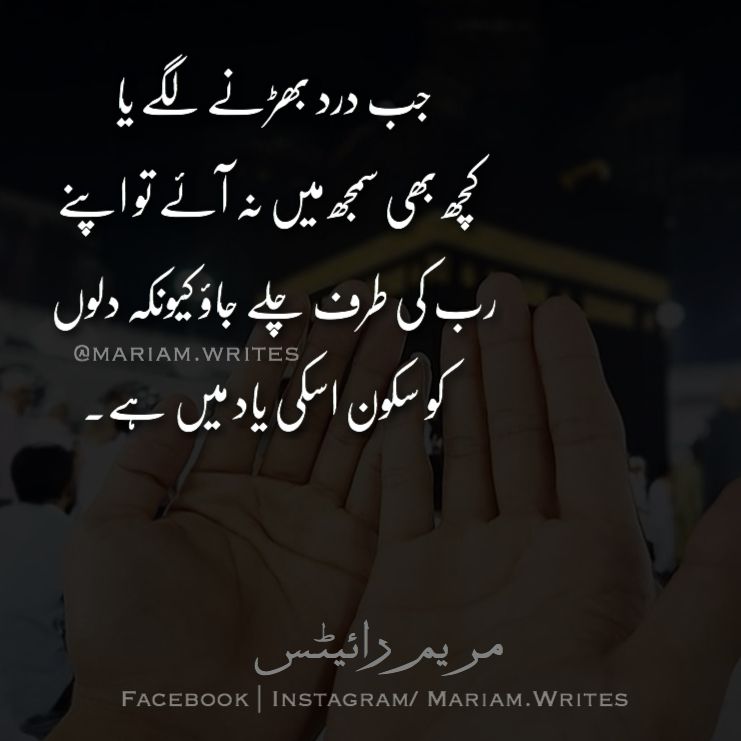 جب درد بھڑنے لگے یا
کچھ بھی سمجھ میں نہ آئے تو اپنے
رب کی طرف چلے جاؤ کیونکہ دلوں
@MARIAM.WRITES
کو سکون اسکی یاد میں ہے۔
مریم رائیٹس
FACEBOOK | INSTAGRAM/ MARIAM.WRITES